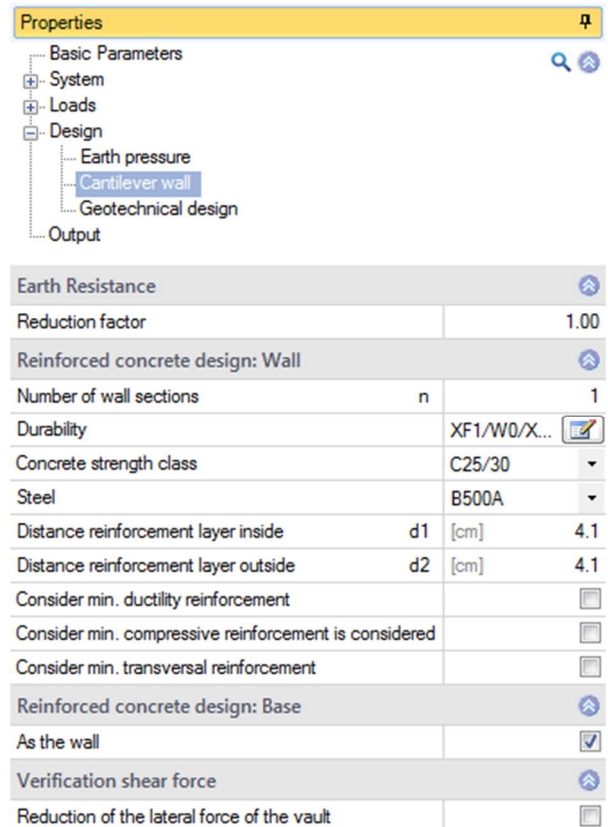 Properties
Basic Parameters
System
Loads
Design
Earth pressure
Cantilever wall
Geotechnical design
Output
Earth Resistance
Reduction factor 1.00
Reinforced concrete design: Wall
Number of wall sections n 1
Durability XF1/W0/X...
Concrete strength class C25/30
Steel B500A
Distance reinforcement layer inside d1 [cm] 4.1
Distance reinforcement layer outside d2 [cm] 4.1
Consider min. ductility reinforcement
Consider min. compressive reinforcement is considered
Consider min. transversal reinforcement
Reinforced concrete design: Base
As the wall
Verification shear force
Reduction of the lateral force of the vault